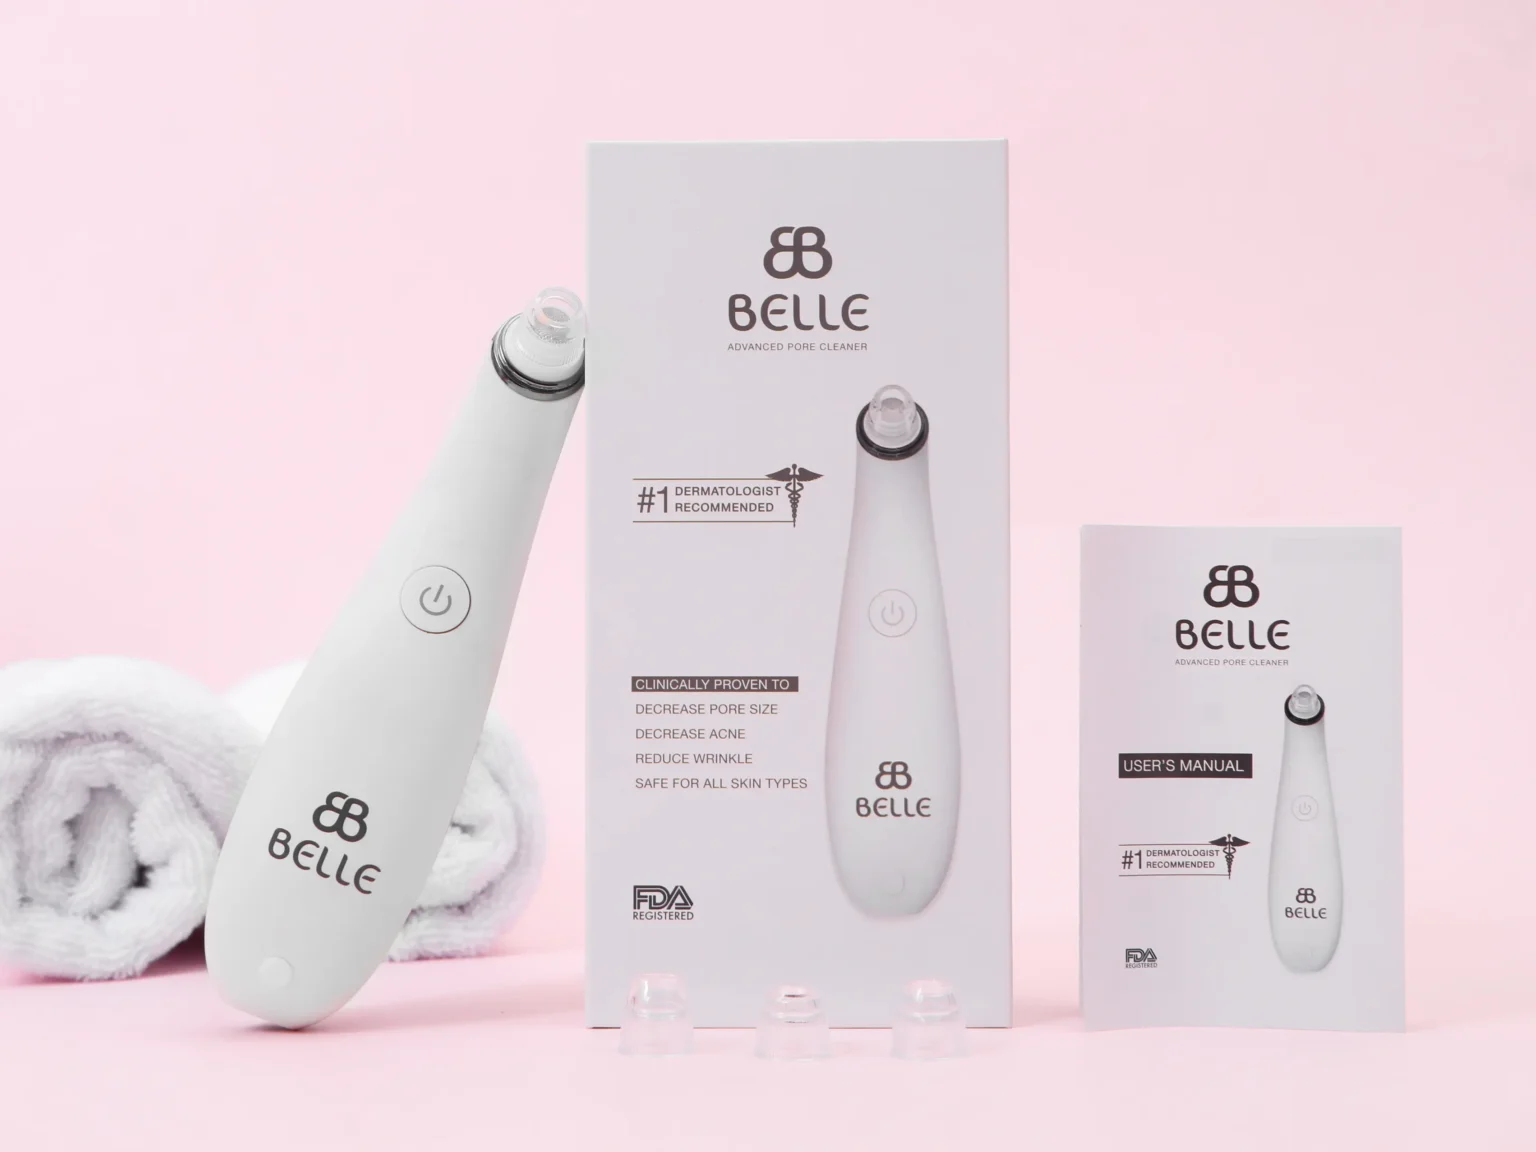 BELLE
BELLE
ADVANCED PORE CLEANER
#1 DERMATOLOGIST
RECOMMENDED
CLINICALLY PROVEN TO
DECREASE PORE SIZE
DECREASE ACNE
REDUCE WRINKLE
SAFE FOR ALL SKIN TYPES
BELLE
FDA
REGISTERED
BELLE
ADVANCED PORE CLEANER
USER'S MANUAL
#1 DERMATOLOGIST
RECOMMENDED
BELLE
FDA
REGISTERED